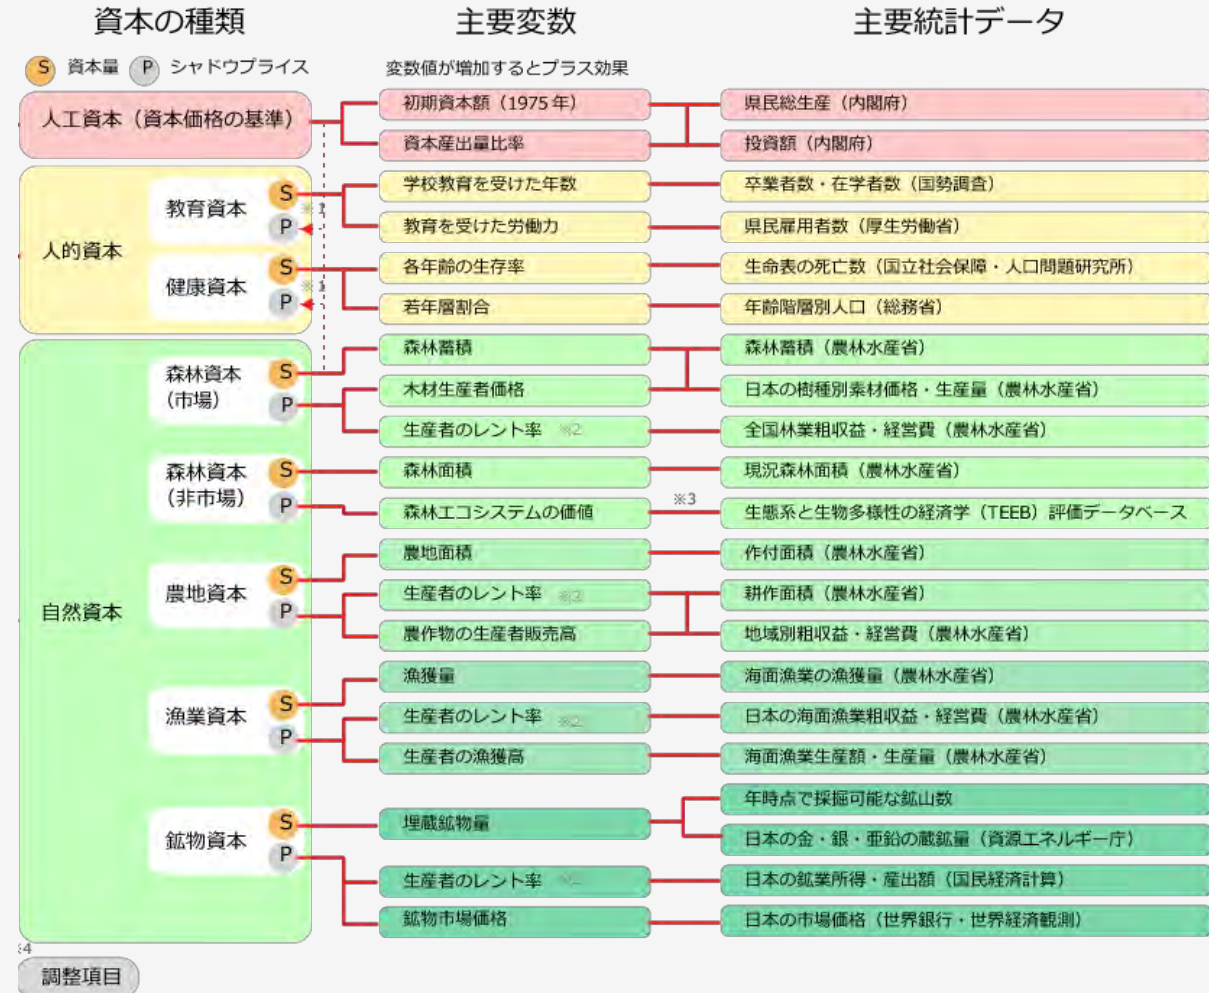 資本の種類 主要変数 主要統計データ
S 資本量 P シャドウプライス 変数値が増加するとプラス効果
人工資本（資本価格の基準）
初期資本額（1975年） 県民総生産（内閣府）
資本産出量比率 投資額（内閣府）
人的資本
教育資本 S P ※1
学校教育を受けた年数 卒業者数・在学者数（国勢調査）
教育を受けた労働力 県民雇用者数（厚生労働省）
健康資本 S P ※1
各年齢の生存率 生命表の死亡数（国立社会保障・人口問題研究所）
若年層割合 年齢階層別人口（総務省）
自然資本
森林資本 S P
（市場）
森林蓄積 森林蓄積（農林水産省）
木材生産者価格 日本の樹種別素材価格・生産量（農林水産省）
生産者のレント率 ※2 全国林業粗収益・経営費（農林水産省）
森林資本 S P
（非市場）
森林面積 現況森林面積（農林水産省）
森林エコシステムの価値 ※3 生態系と生物多様性の経済学（TEEB）評価データベース
農地資本 S P
農地面積 作付面積（農林水産省）
生産者のレント率 耕作面積（農林水産省）
農作物の生産者販売高 地域別粗収益・経営費（農林水産省）
漁業資本 S P
漁獲量 海面漁業の漁獲量（農林水産省）
生産者のレント率 ※2 日本の海面漁業粗収益・経営費（農林水産省）
生産者の漁獲高 海面漁業生産額・生産量（農林水産省）
鉱物資本 S P
埋蔵鉱物量 年時点で採掘可能な鉱山数
日本の金・銀・亜鉛の蔵鉱量（資源エネルギー庁）
生産者のレント率 日本の鉱業所得・産出額（国民経済計算）
鉱物市場価格 日本の市場価格（世界銀行・世界経済観測）
※4
調整項目